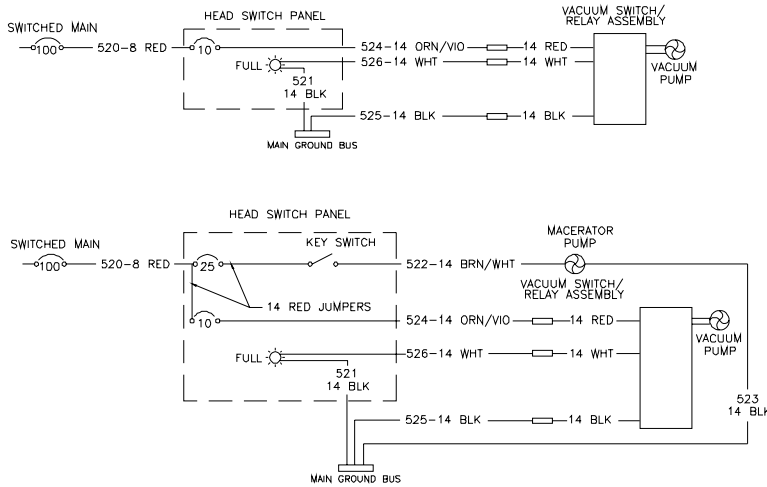 HEAD SWITCH PANEL
VACUUM SWITCH/
RELAY ASSEMBLY
SWITCHED MAIN
100
520-8 RED
10
524-14 ORN/VIO
14 RED
FULL
526-14 WHT
14 WHT
VACUUM
PUMP
521
14 BLK
525-14 BLK
14 BLK
MAIN GROUND BUS
HEAD SWITCH PANEL
SWITCHED MAIN
KEY SWITCH
MACERATOR
PUMP
100
520-8 RED
25
522-14 BRN/WHT
VACUUM SWITCH/
RELAY ASSEMBLY
14 RED JUMPERS
10
524-14 ORN/VIO
14 RED
VACUUM
PUMP
FULL
526-14 WHT
14 WHT
521
14 BLK
523
14 BLK
525-14 BLK
14 BLK
MAIN GROUND BUS